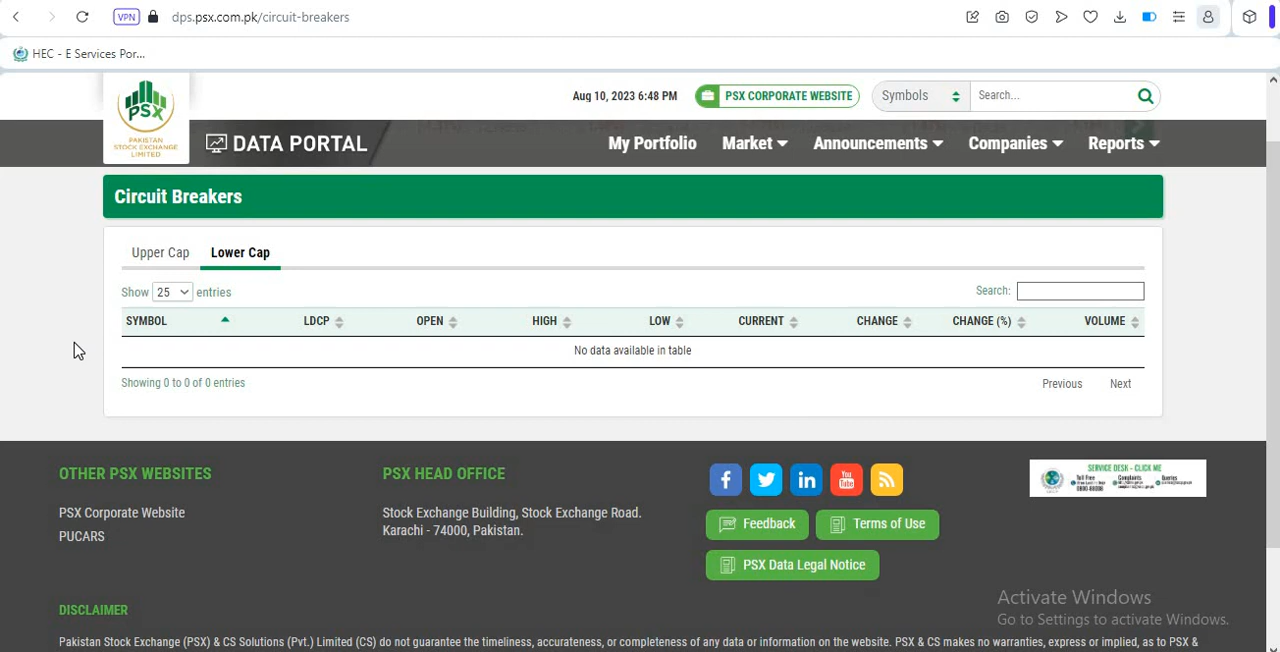 VPN dps.psx.com.pk/circuit-breakers
HEC - E Services Por...
PSX
PAKISTAN
STOCK EXCHANGE
LIMITED
Aug 10, 2023 6:48 PM PSX CORPORATE WEBSITE Symbols Search...
DATA PORTAL My Portfolio Market Announcements Companies Reports
Circuit Breakers
Upper Cap Lower Cap
Show 25 entries Search:
SYMBOL LDCP OPEN HIGH LOW CURRENT CHANGE CHANGE (%) VOLUME
No data available in table
Showing 0 to 0 of 0 entries Previous Next
OTHER PSX WEBSITES
PSX Corporate Website
PUCARS
PSX HEAD OFFICE
Stock Exchange Building, Stock Exchange Road.
Karachi - 74000, Pakistan.
You
Tube
Feedback Terms of Use
PSX Data Legal Notice
SERVICE DESK - CLICK ME
Toll Free Complaints Queries
Activate Windows
Go to Settings to activate Windows.
DISCLAIMER
Pakistan Stock Exchange (PSX) & CS Solutions (Pvt.) Limited (CS) do not guarantee the timeliness, accurateness, or completeness of any data or information on the website. PSX & CS makes no warranties, express or implied, as to PSX &